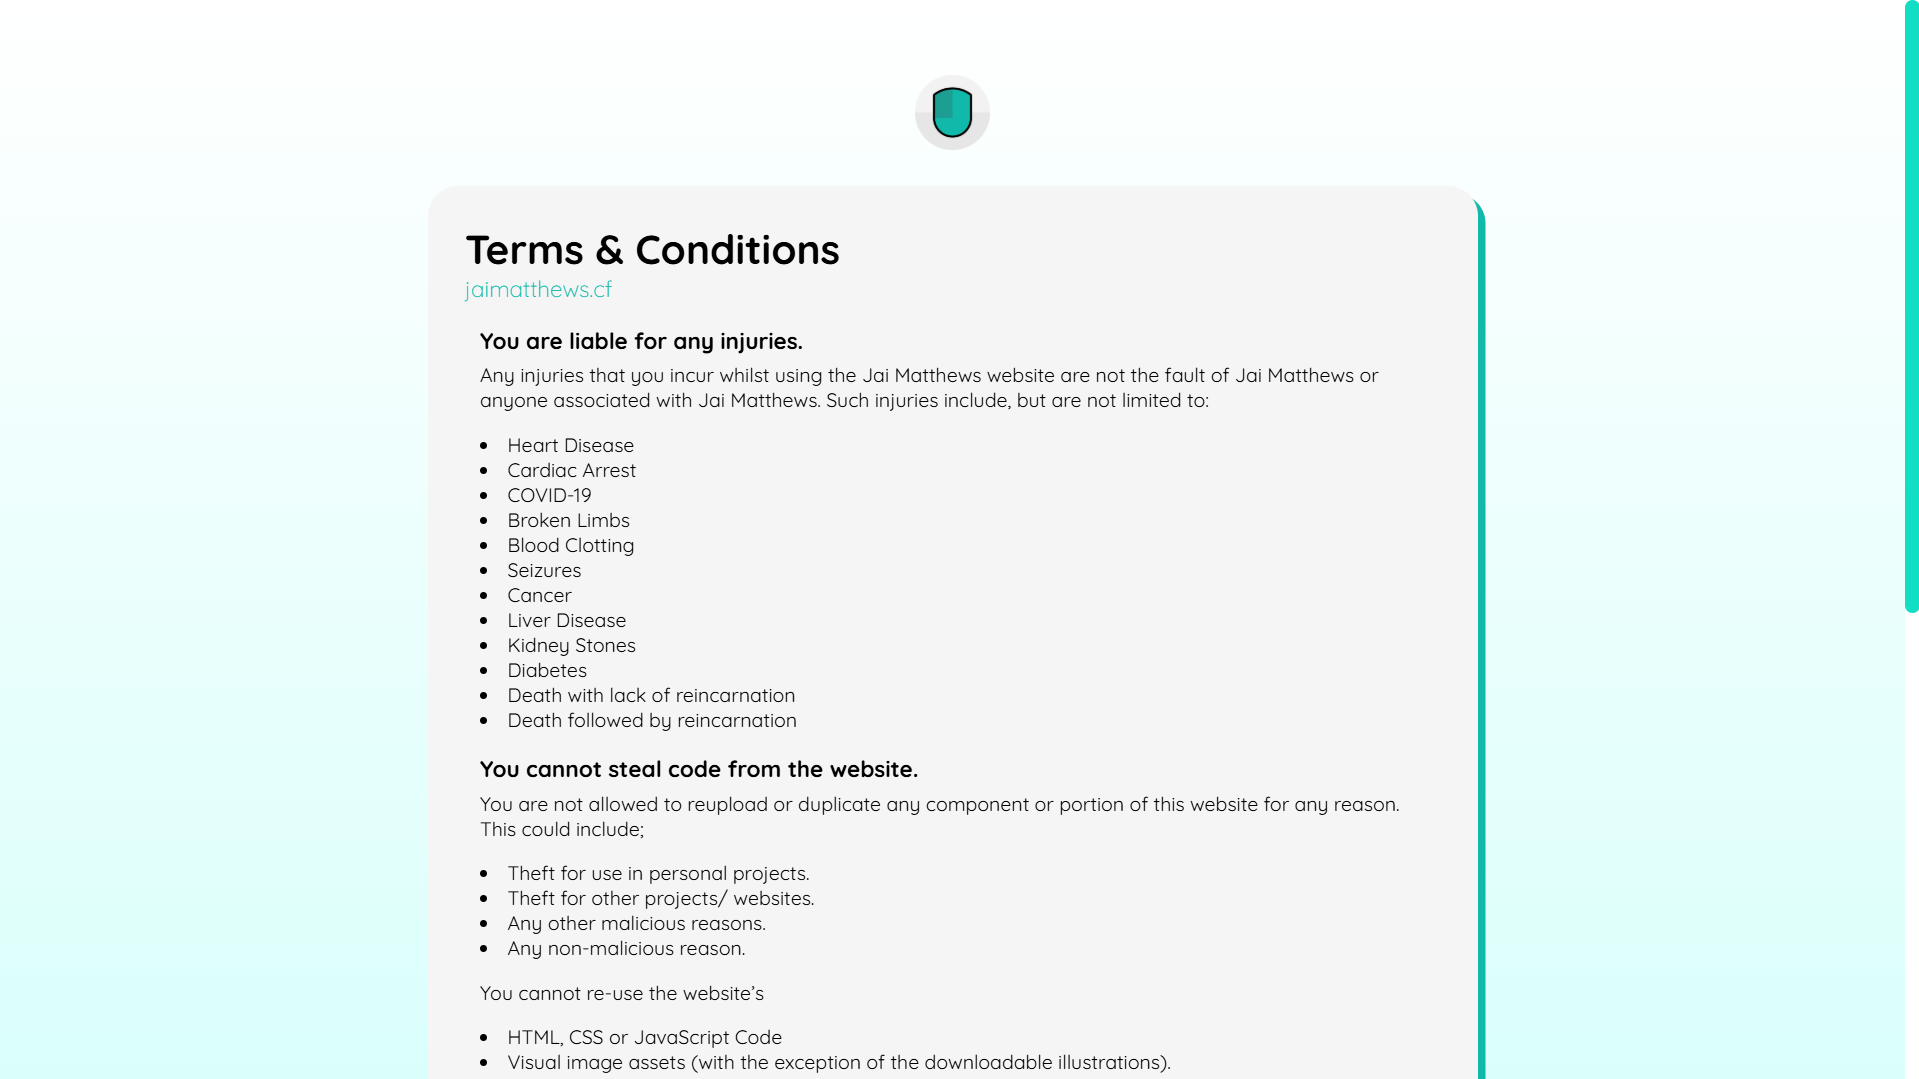 Terms & Conditions
jaimatthews.cf
You are liable for any injuries.
Any injuries that you incur whilst using the Jai Matthews website are not the fault of Jai Matthews or
anyone associated with Jai Matthews. Such injuries include, but are not limited to:
• Heart Disease
• Cardiac Arrest
• COVID-19
• Broken Limbs
• Blood Clotting
• Seizures
• Cancer
• Liver Disease
• Kidney Stones
• Diabetes
• Death with lack of reincarnation
• Death followed by reincarnation
You cannot steal code from the website.
You are not allowed to reupload or duplicate any component or portion of this website for any reason.
This could include;
• Theft for use in personal projects.
• Theft for other projects/ websites.
• Any other malicious reasons.
• Any non-malicious reason.
You cannot re-use the website’s
• HTML, CSS or JavaScript Code
• Visual image assets (with the exception of the downloadable illustrations).